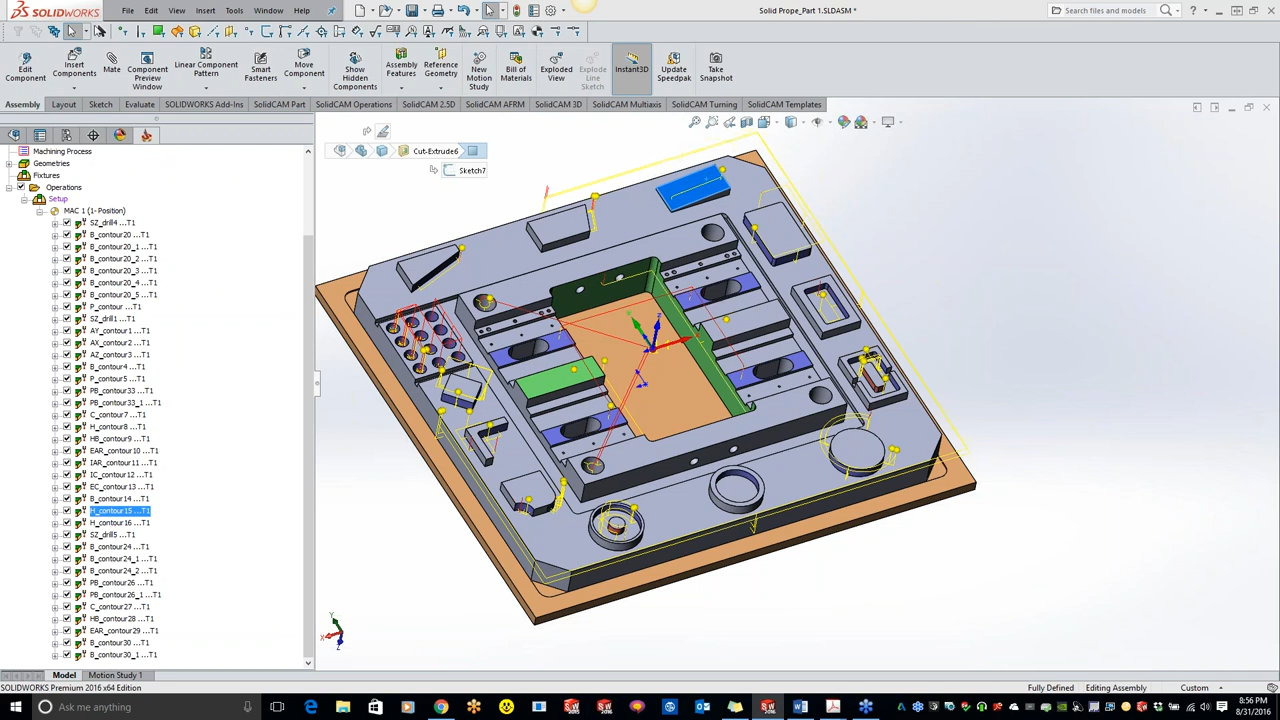 SOLIDWORKS
File Edit View Insert Tools Window Help
Solid Prope_Part 1.SLDASM *
Search files and models
Edit Component
Insert Components
Mate
Component Preview Window
Linear Component Pattern
Smart Fasteners
Move Component
Show Hidden Components
Assembly Features
Reference Geometry
New Motion Study
Bill of Materials
Exploded View
Explode Line Sketch
Instant3D
Update Speedpak
Take Snapshot
Assembly Layout Sketch Evaluate SOLIDWORKS Add-Ins SolidCAM Part SolidCAM Operations SolidCAM 2.5D SolidCAM AFRM SolidCAM 3D SolidCAM Multiaxis SolidCAM Turning SolidCAM Templates
Cut-Extrude6
Sketch7
Machining Process
Geometries
Fixtures
Operations
Setup
MAC 1 (1- Position)
SZ_drill4 ...T1
B_contour20 ...T1
B_contour20_1 ...T1
B_contour20_2 ...T1
B_contour20_3 ...T1
B_contour20_4 ...T1
B_contour20_5 ...T1
P_contour ...T1
SZ_drill1 ...T1
AY_contour1 ...T1
AX_contour2 ...T1
AZ_contour3 ...T1
B_contour4 ...T1
P_contour5 ...T1
PB_contour33 ...T1
PB_contour33_1 ...T1
C_contour7 ...T1
H_contour8 ...T1
HB_contour9 ...T1
EAR_contour10 ...T1
IAR_contour11 ...T1
IC_contour12 ...T1
EC_contour13 ...T1
B_contour14 ...T1
H_contour15 ...T1
H_contour16 ...T1
SZ_drill5 ...T1
B_contour24 ...T1
B_contour24_1 ...T1
B_contour24_2 ...T1
PB_contour26 ...T1
PB_contour26_1 ...T1
C_contour27 ...T1
HB_contour28 ...T1
EAR_contour29 ...T1
B_contour30 ...T1
B_contour30_1 ...T1
Model Motion Study 1
SOLIDWORKS Premium 2016 x64 Edition
Fully Defined Editing Assembly Custom
Ask me anything
8:56 PM
8/31/2016